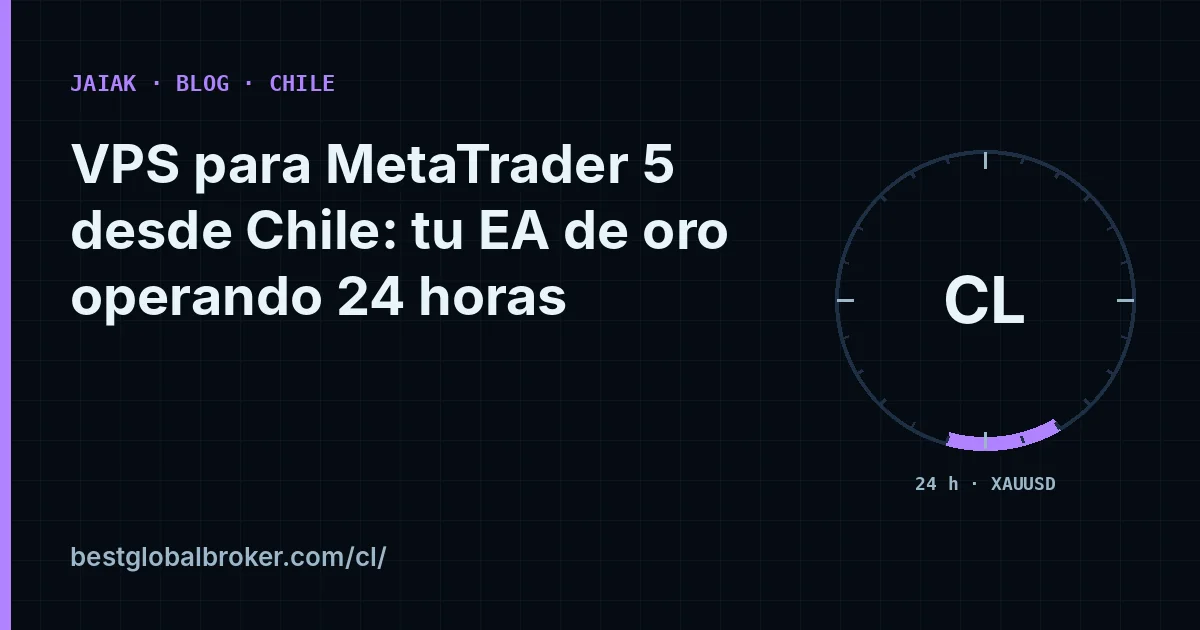 JAIAK · BLOG · CHILE
VPS para MetaTrader 5
desde Chile: tu EA de oro
operando 24 horas
CL
24 h · XAUUSD
bestglobalbroker.com/cl/